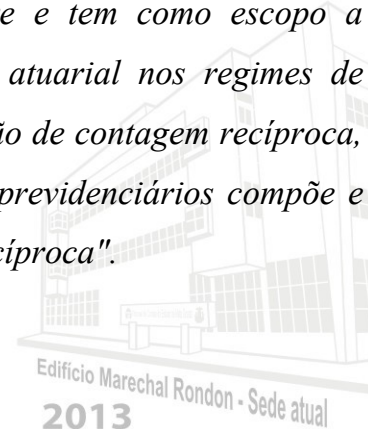 e e tem como escopo a
atuarial nos regimes de
ão de contagem recíproca,
previdenciários compõe e
cíproca".
Edifício Marechal Rondon - Sede atual
2013